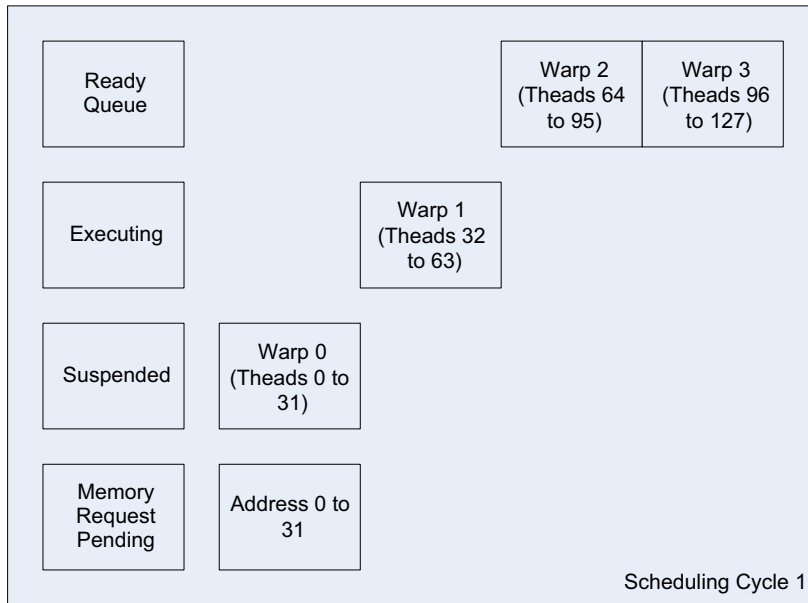 Ready
Queue
Warp 2
(Theads 64
to 95)
Warp 3
(Theads 96
to 127)
Executing
Warp 1
(Theads 32
to 63)
Suspended
Warp 0
(Theads 0 to
31)
Memory
Request
Pending
Address 0 to
31
Scheduling Cycle 1